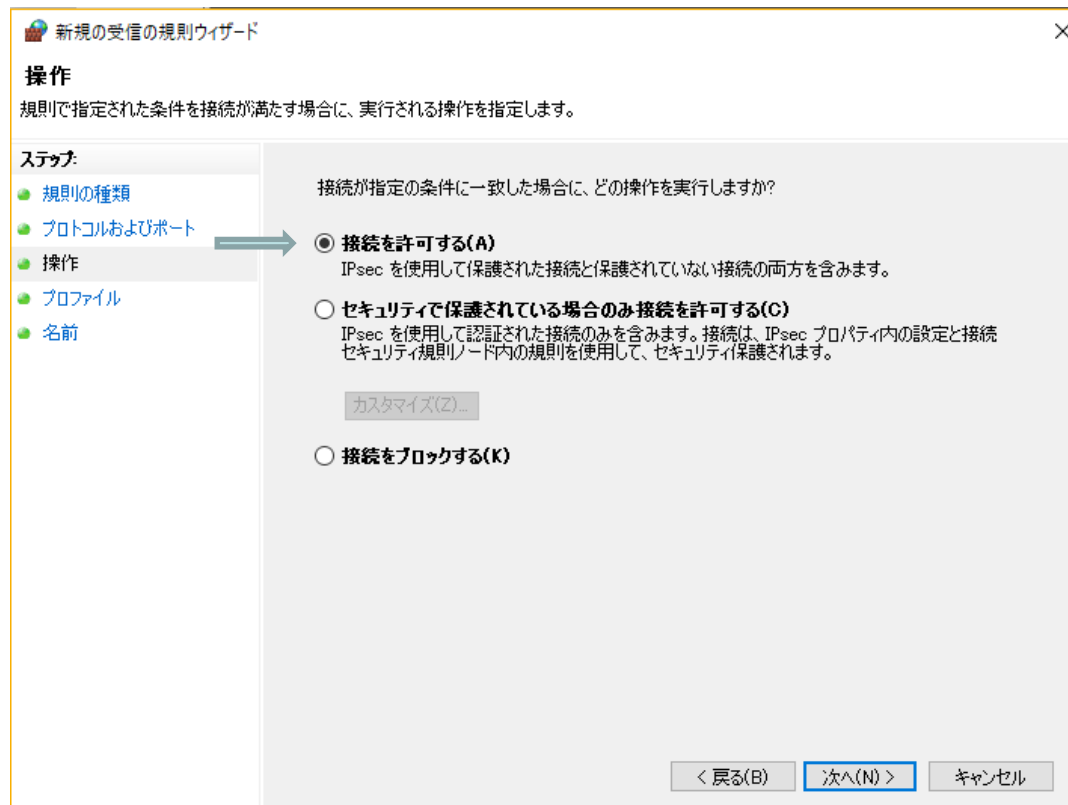 新規の受信の規則ウィザード
操作
規則で指定された条件を接続が満たす場合に、実行される操作を指定します。
ステップ:
規則の種類
プロトコルおよびポート
操作
プロファイル
名前
接続が指定の条件に一致した場合に、どの操作を実行しますか?
接続を許可する(A)
IPsec を使用して保護された接続と保護されていない接続の両方を含みます。
セキュリティで保護されている場合のみ接続を許可する(C)
IPsec を使用して認証された接続のみを含みます。接続は、IPsec プロパティ内の設定と接続
セキュリティ規則ノード内の規則を使用して、セキュリティ保護されます。
カスタマイズ(Z)...
接続をブロックする(K)
< 戻る(B)
次へ(N) >
キャンセル